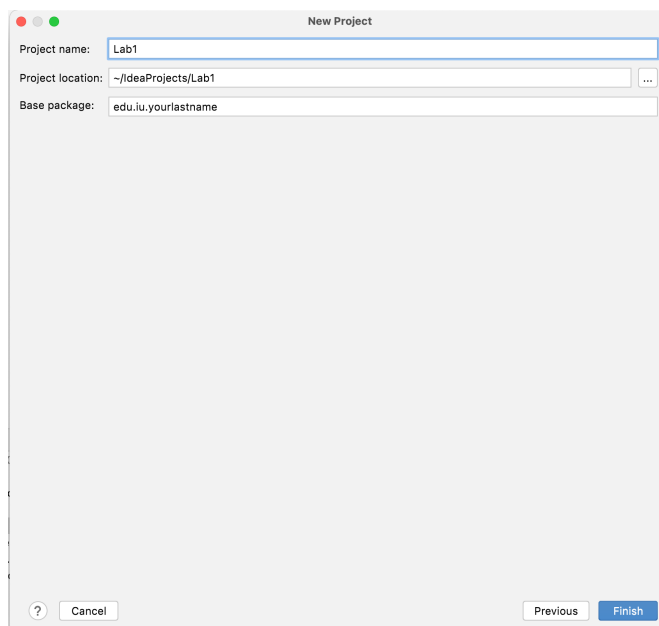 New Project
Project name: Lab1
Project location: ~/IdeaProjects/Lab1 ...
Base package: edu.iu.yourlastname
? Cancel Previous Finish